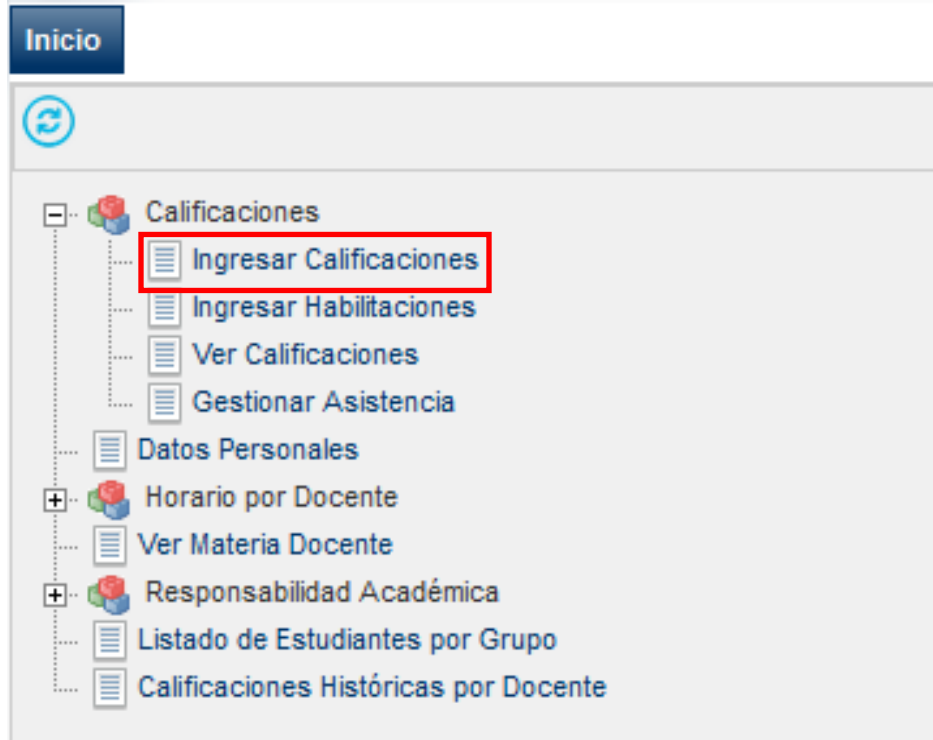 Inicio
Calificaciones
Ingresar Calificaciones
Ingresar Habilitaciones
Ver Calificaciones
Gestionar Asistencia
Datos Personales
Horario por Docente
Ver Materia Docente
Responsabilidad Académica
Listado de Estudiantes por Grupo
Calificaciones Históricas por Docente